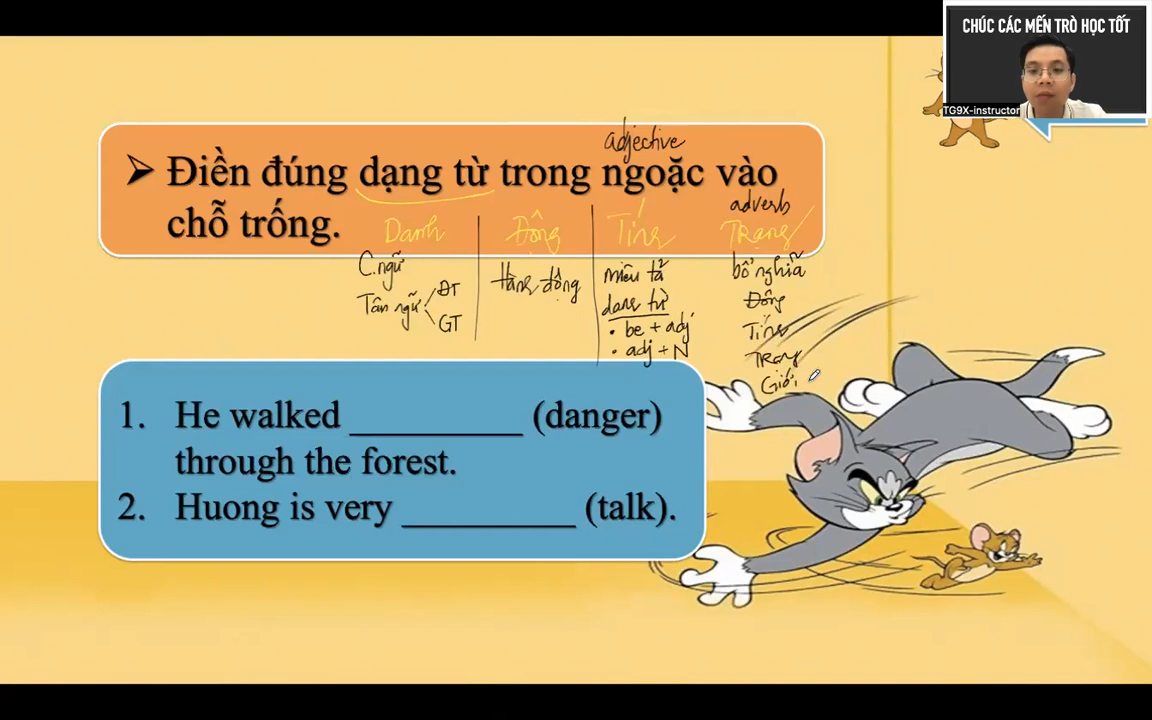 CHÚC CÁC MẾN TRÒ HỌC TỐT
TG9X-instructor
adjective
➢ Điền đúng dạng từ trong ngoặc vào
chỗ trống.
adverb
Danh Động Tính Trạng
C.ngữ Hành động miêu tả bổ nghĩa
Tân ngữ ĐT danh từ Động
GT • be + adj Tính
• adj + N Trạng
Giới
1. He walked __________ (danger)
through the forest.
2. Huong is very __________ (talk).